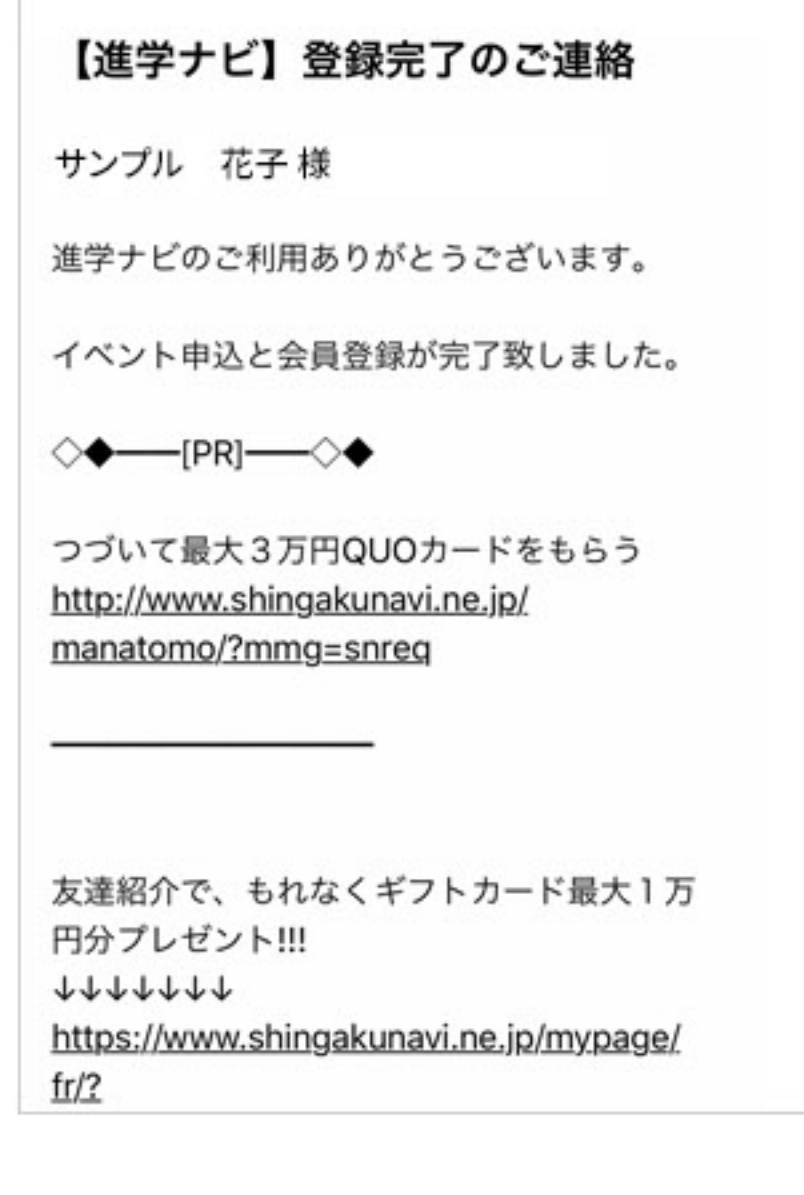 【進学ナビ】登録完了のご連絡
サンプル　花子 様
進学ナビのご利用ありがとうございます。
イベント申込と会員登録が完了致しました。
◇◆━━[PR]━━◇◆
つづいて最大３万円QUOカードをもらう
http://www.shingakunavi.ne.jp/
manatomo/?mmg=snreq
━━━━━━━━━━
友達紹介で、もれなくギフトカード最大１万
円分プレゼント!!!
↓↓↓↓↓↓↓
https://www.shingakunavi.ne.jp/mypage/
fr/?